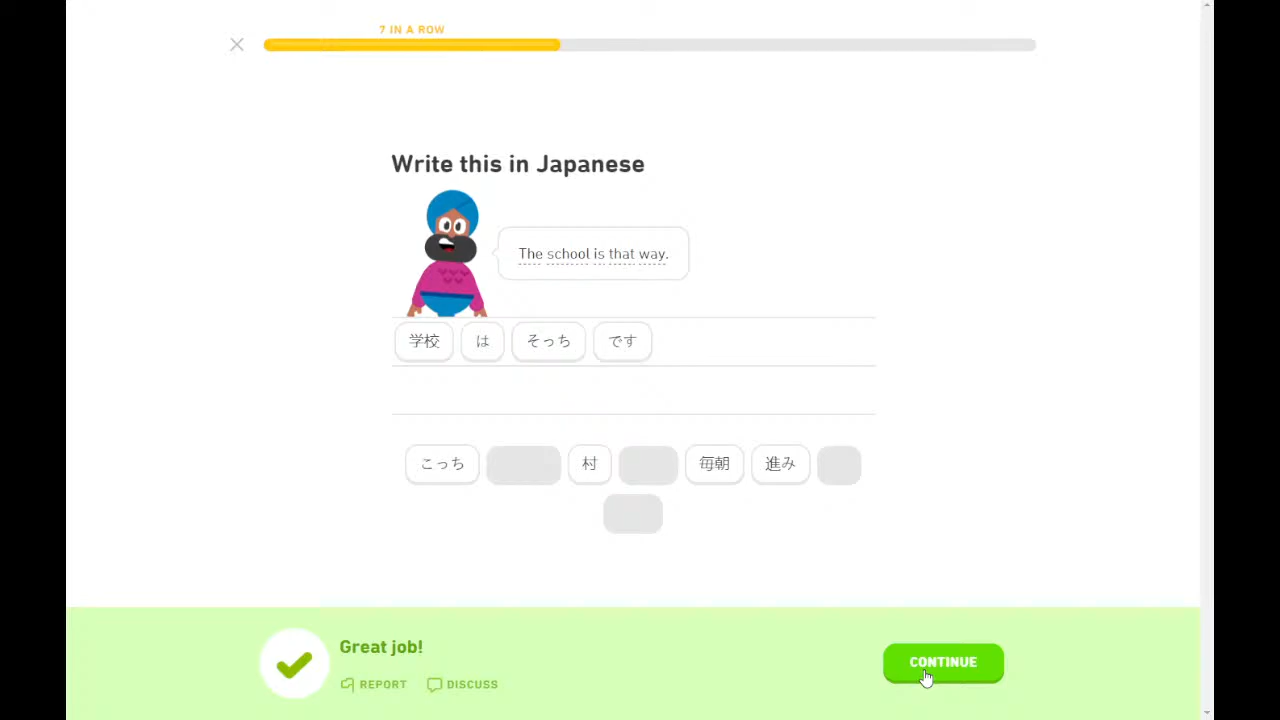 7 IN A ROW
Write this in Japanese
The school is that way.
学校 は そっち です
こっち 村 毎朝 進み
Great job!
REPORT DISCUSS
CONTINUE